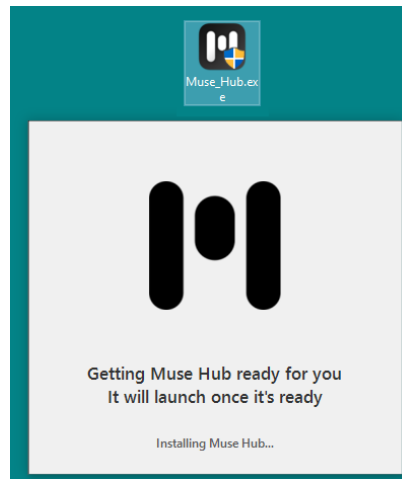 Muse_Hub.ex
e
Getting Muse Hub ready for you
It will launch once it's ready
Installing Muse Hub...